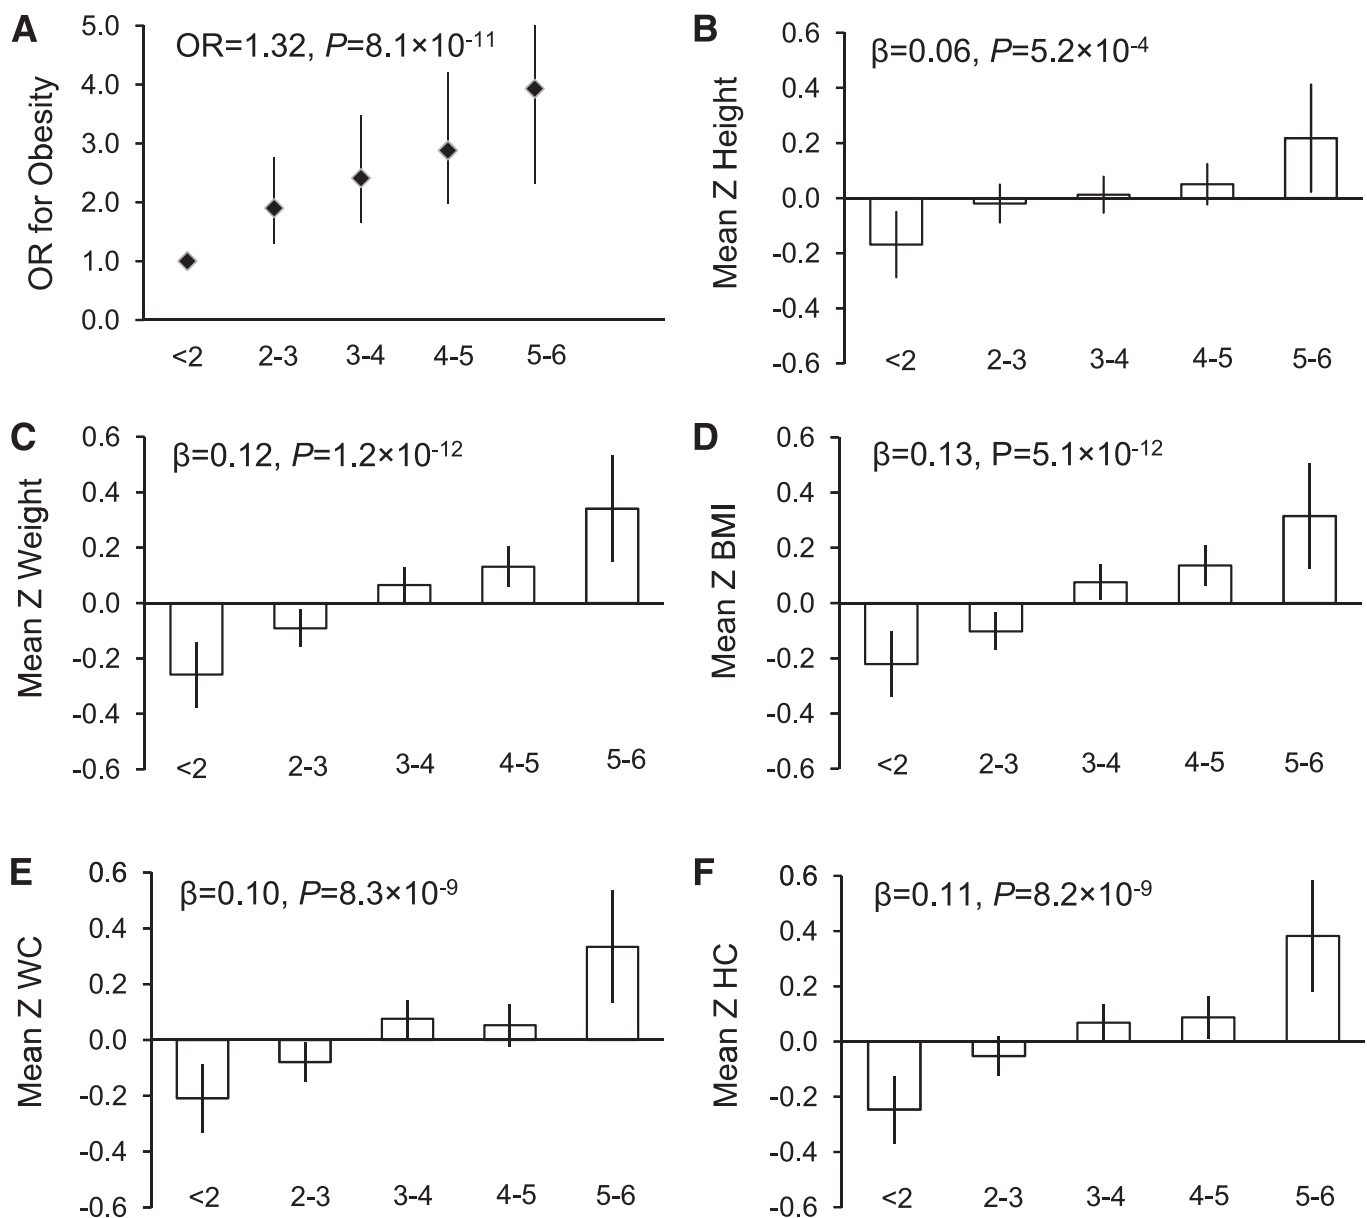 A
OR=1.32, P=8.1×10-11
OR for Obesity
5.0
4.0
3.0
2.0
1.0
0.0
<2 2-3 3-4 4-5 5-6
B
β=0.06, P=5.2×10-4
Mean Z Height
0.6
0.4
0.2
0.0
-0.2
-0.4
-0.6
<2 2-3 3-4 4-5 5-6
C
β=0.12, P=1.2×10-12
Mean Z Weight
0.6
0.4
0.2
0.0
-0.2
-0.4
-0.6
<2 2-3 3-4 4-5 5-6
D
β=0.13, P=5.1×10-12
Mean Z BMI
0.6
0.4
0.2
0.0
-0.2
-0.4
-0.6
<2 2-3 3-4 4-5 5-6
E
β=0.10, P=8.3×10-9
Mean Z WC
0.6
0.4
0.2
0.0
-0.2
-0.4
-0.6
<2 2-3 3-4 4-5 5-6
F
β=0.11, P=8.2×10-9
Mean Z HC
0.6
0.4
0.2
0.0
-0.2
-0.4
-0.6
<2 2-3 3-4 4-5 5-6